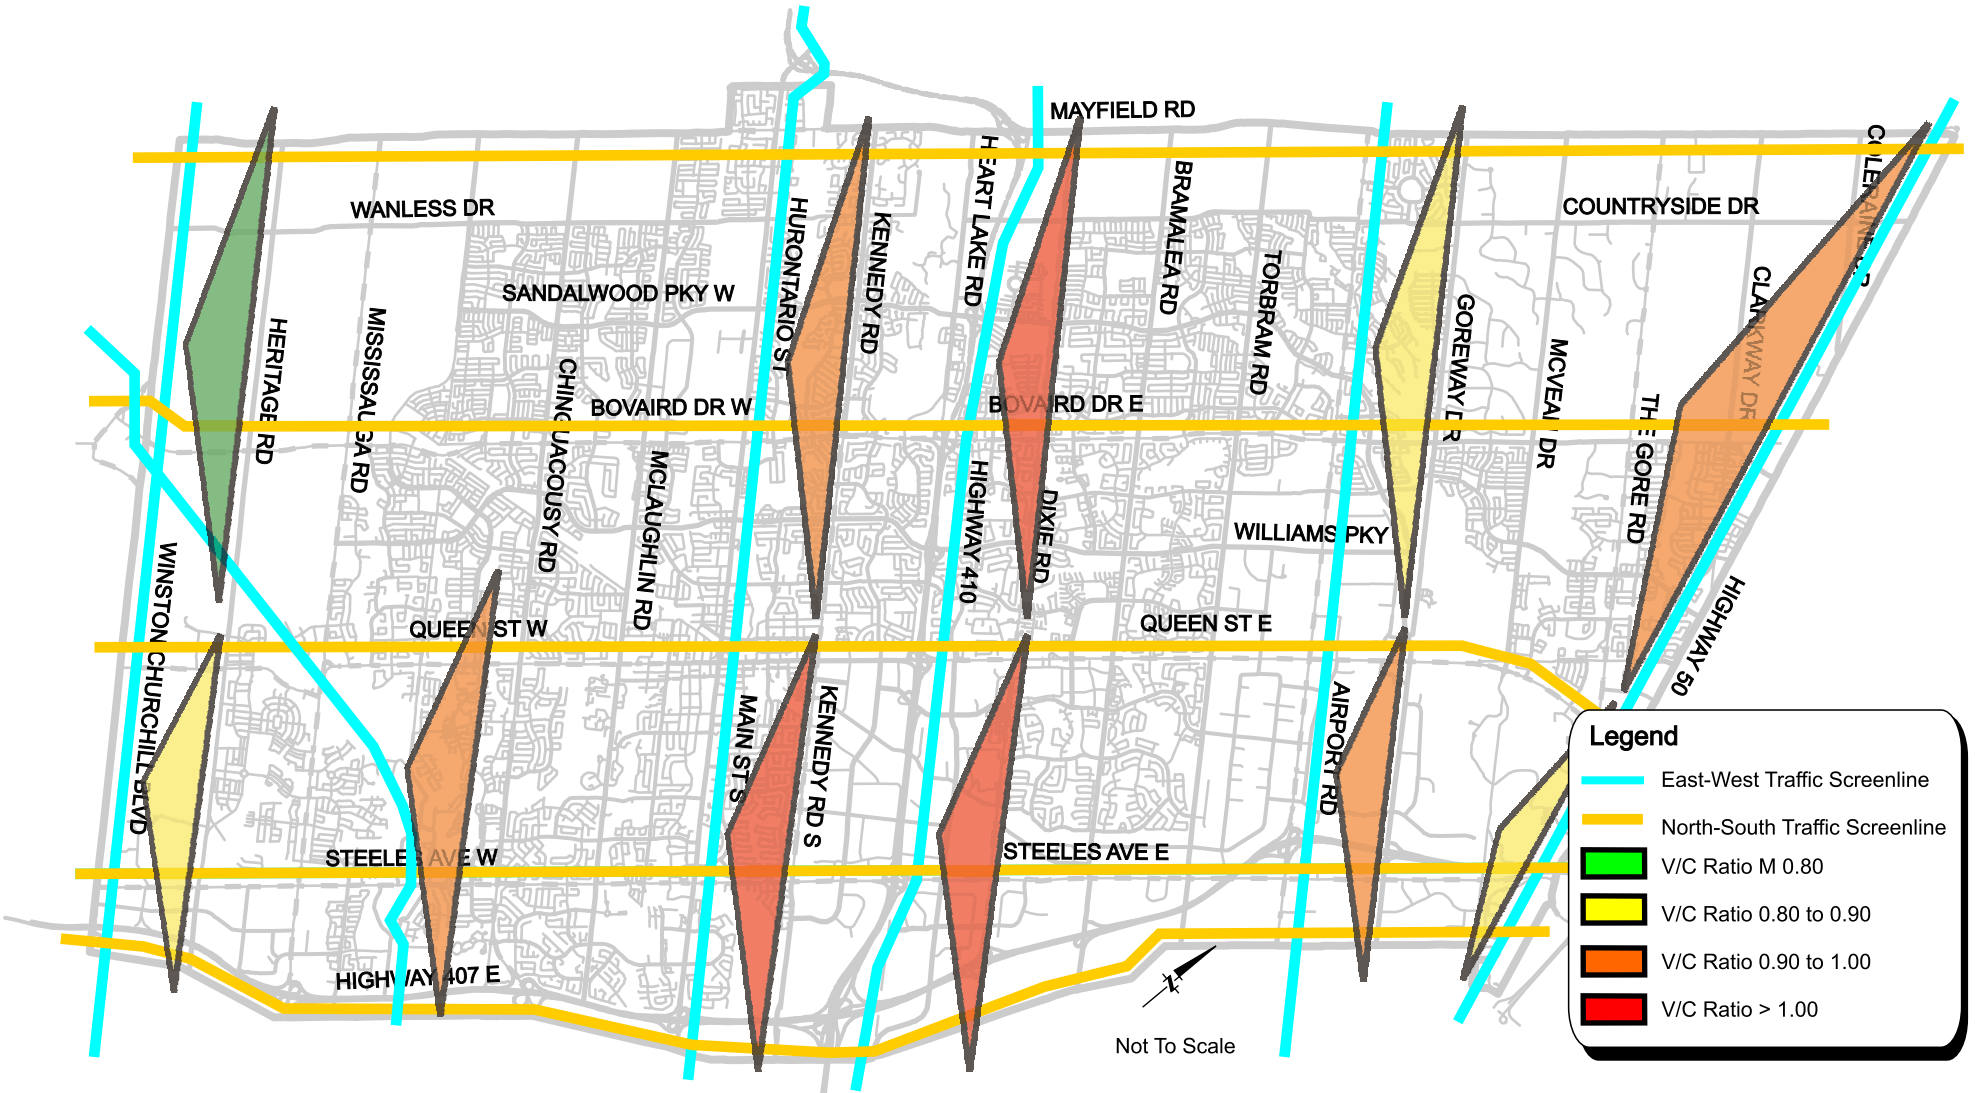 MAYFIELD RD
WANLESS DR
COUNTRYSIDE DR
SANDALWOOD PKY W
HURONTARIO ST
KENNEDY RD
HEART LAKE RD
BRAMALEA RD
TORBRAM RD
COLERAINE DR
CLARKWAY DR
HERITAGE RD
MISSISSAUGA RD
CHINGUACOUSY RD
BOVAIRD DR W
BOVAIRD DR E
GOREWAY DR
MCVEAN DR
THE GORE RD
MCLAUGHLIN RD
HIGHWAY 410
DIXIE RD
WILLIAMS PKY
WINSTON CHURCHILL BLVD
QUEEN ST W
QUEEN ST E
HIGHWAY 50
MAIN ST S
KENNEDY RD S
AIRPORT RD
STEELES AVE W
STEELES AVE E
HIGHWAY 407 E
N
Not To Scale
Legend
East-West Traffic Screenline
North-South Traffic Screenline
V/C Ratio M 0.80
V/C Ratio 0.80 to 0.90
V/C Ratio 0.90 to 1.00
V/C Ratio > 1.00